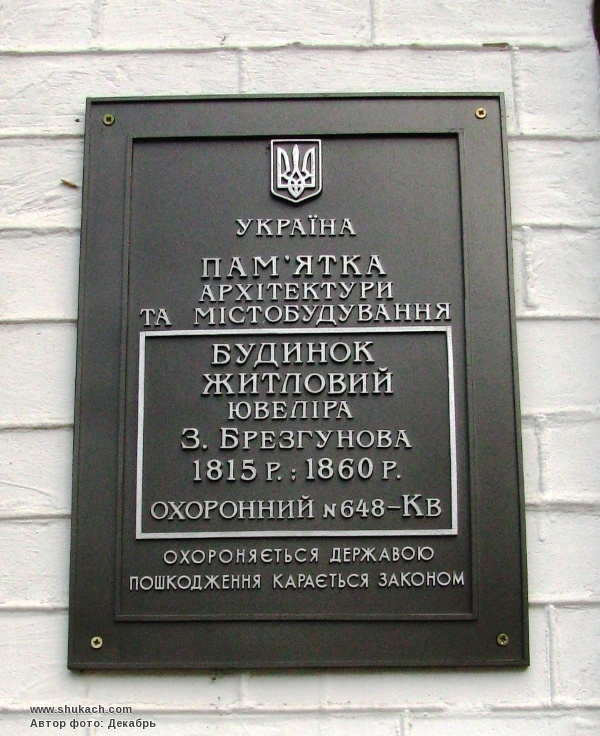 УКРАЇНА
ПАМ'ЯТКА
АРХІТЕКТУРИ
ТА МІСТОБУДУВАННЯ
БУДИНОК
ЖИТЛОВИЙ
ЮВЕЛІРА
З. БРЕЗГУНОВА
1815 Р. ; 1860 Р.
ОХОРОННИЙ №648-КВ
ОХОРОНЯЄТЬСЯ ДЕРЖАВОЮ
ПОШКОДЖЕННЯ КАРАЄТЬСЯ ЗАКОНОМ
www.shukach.com
Автор фото: Декабрь